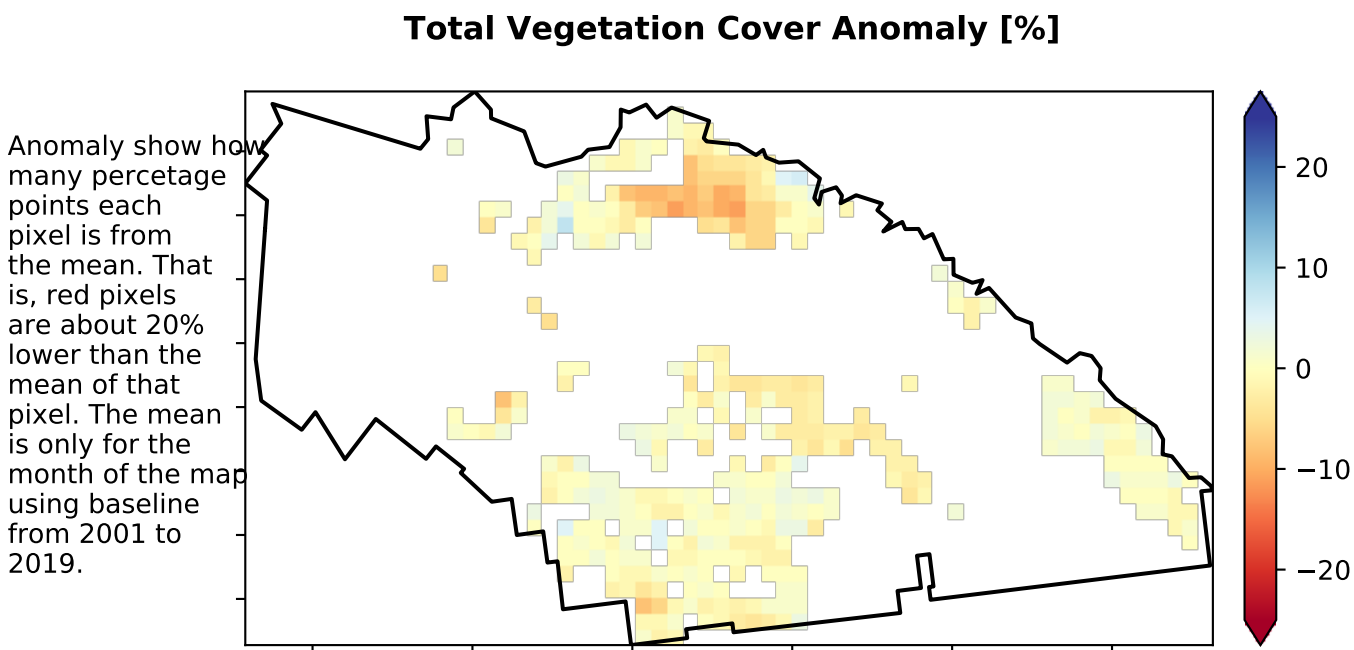 Total Vegetation Cover Anomaly [%]
Anomaly show how
many percetage
points each
pixel is from
the mean. That
is, red pixels
are about 20%
lower than the
mean of that
pixel. The mean
is only for the
month of the map
using baseline
from 2001 to
2019.
20
10
0
−10
−20